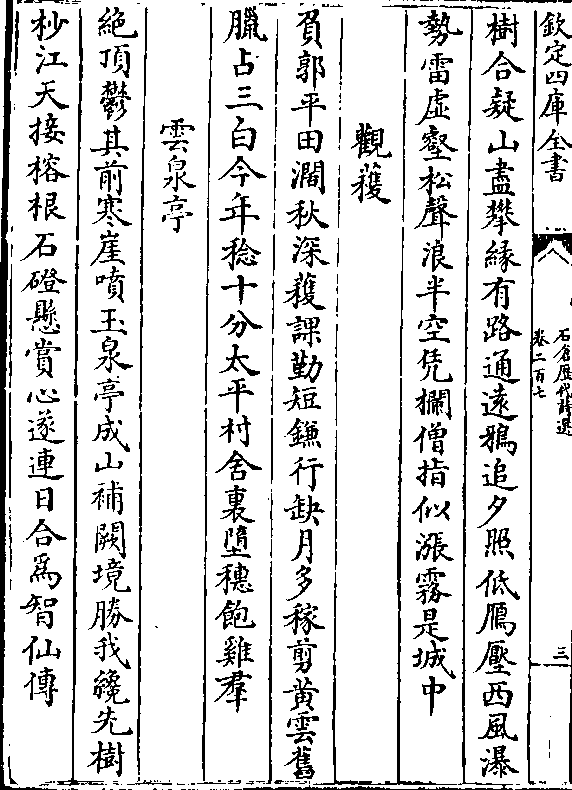 欽定四庫全書
石倉歷代詩選
卷二百七
三
樹合疑山盡攀緣有路通遠鴉追夕照低鴈壓西風瀑
勢雷虛壑松聲浪半空凭欄僧指似漲霧是城中
觀穫
負郭平田濶秋深穫課勤短鎌行缺月多稼剪黄雲舊
臘占三白今年稔十分太平村舍裏墮穗飽雞羣
雲泉亭
絶頂鬱其前寒崖噴玉泉亭成山補闕境勝我纔先樹
杪江天接榕根石磴懸賞心遂連日合爲智仙傳